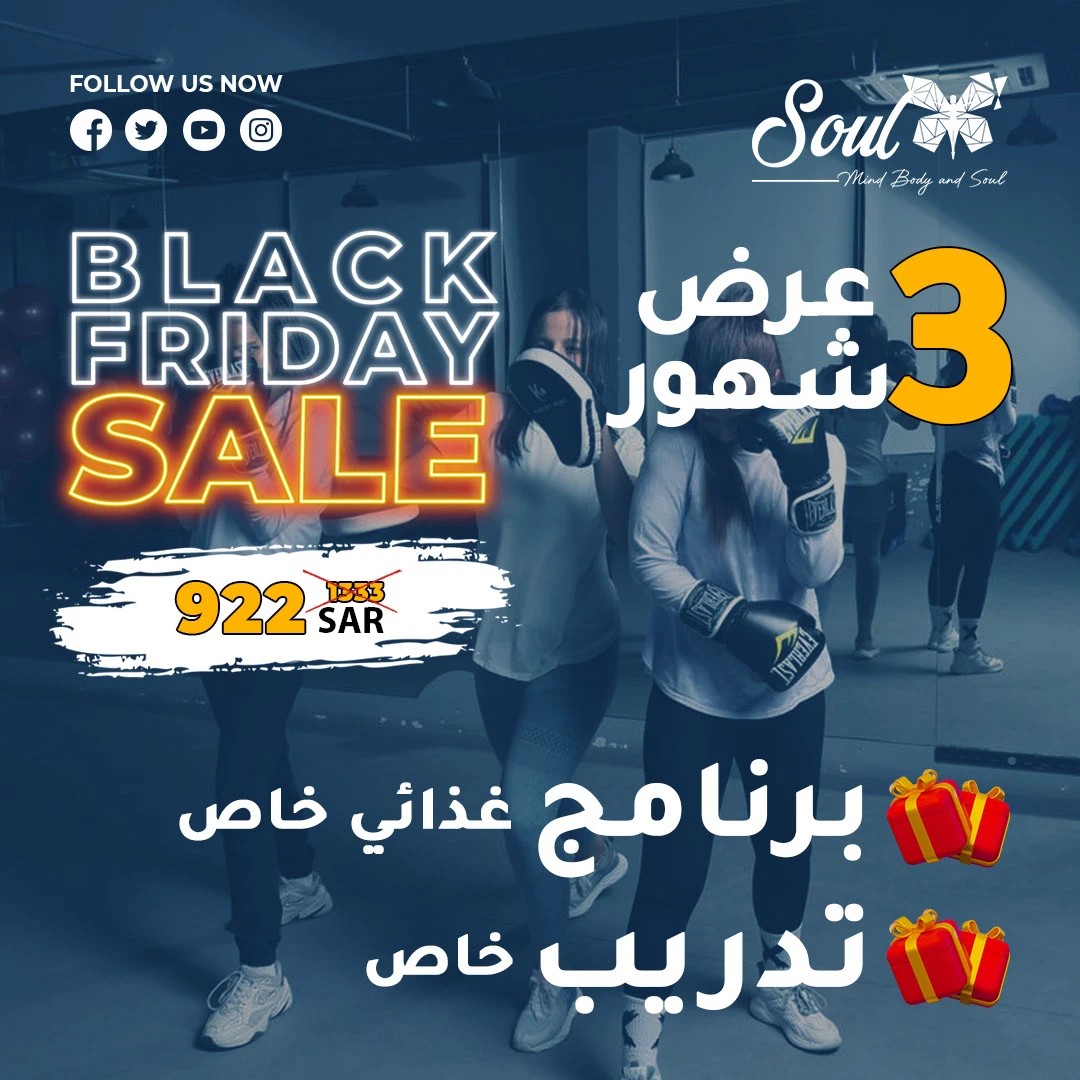 FOLLOW US NOW
Soul
Mind Body and Soul
BLACK
FRIDAY
SALE
عرض 3
شهور
922 1333
SAR
برنامج غذائي خاص
تدريب خاص
EVERLAST
EVERLAST
EVERLAST